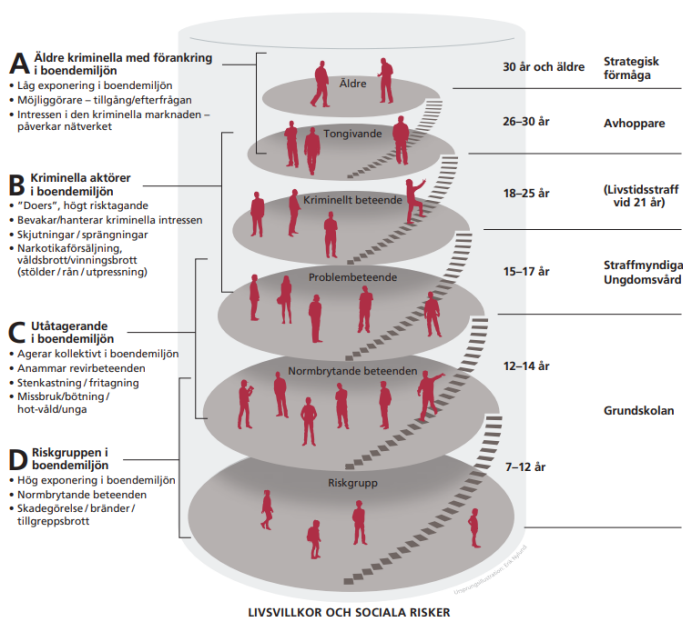 A Äldre kriminella med förankring
i boendemiljön
• Låg exponering i boendemiljön
• Möjliggörare – tillgång/efterfrågan
• Intressen i den kriminella marknaden –
påverkar nätverket
B Kriminella aktörer
i boendemiljön
• ”Doers”, högt risktagande
• Bevakar/hanterar kriminella intressen
• Skjutningar/sprängningar
• Narkotikaförsäljning,
våldsbrott/vinningsbrott
(stölder/rån/utpressning)
C Utåtagerande
i boendemiljön
• Agerar kollektivt i boendemiljön
• Anammar revirbeteenden
• Stenkastning/fritagning
• Missbruk/bötning/
hot-våld/unga
D Riskgruppen i
boendemiljön
• Hög exponering i boendemiljön
• Normbrytande beteenden
• Skadegörelse/bränder/
tillgreppsbrott
Äldre
Tongivande
Kriminellt beteende
Problembeteende
Normbrytande beteenden
Riskgrupp
30 år och äldre
Strategisk
förmåga
26–30 år
Avhoppare
18–25 år
(Livstidsstraff
vid 21 år)
15–17 år
Straffmyndiga
Ungdomsvård
12–14 år
Grundskolan
7–12 år
LIVSVILLKOR OCH SOCIALA RISKER